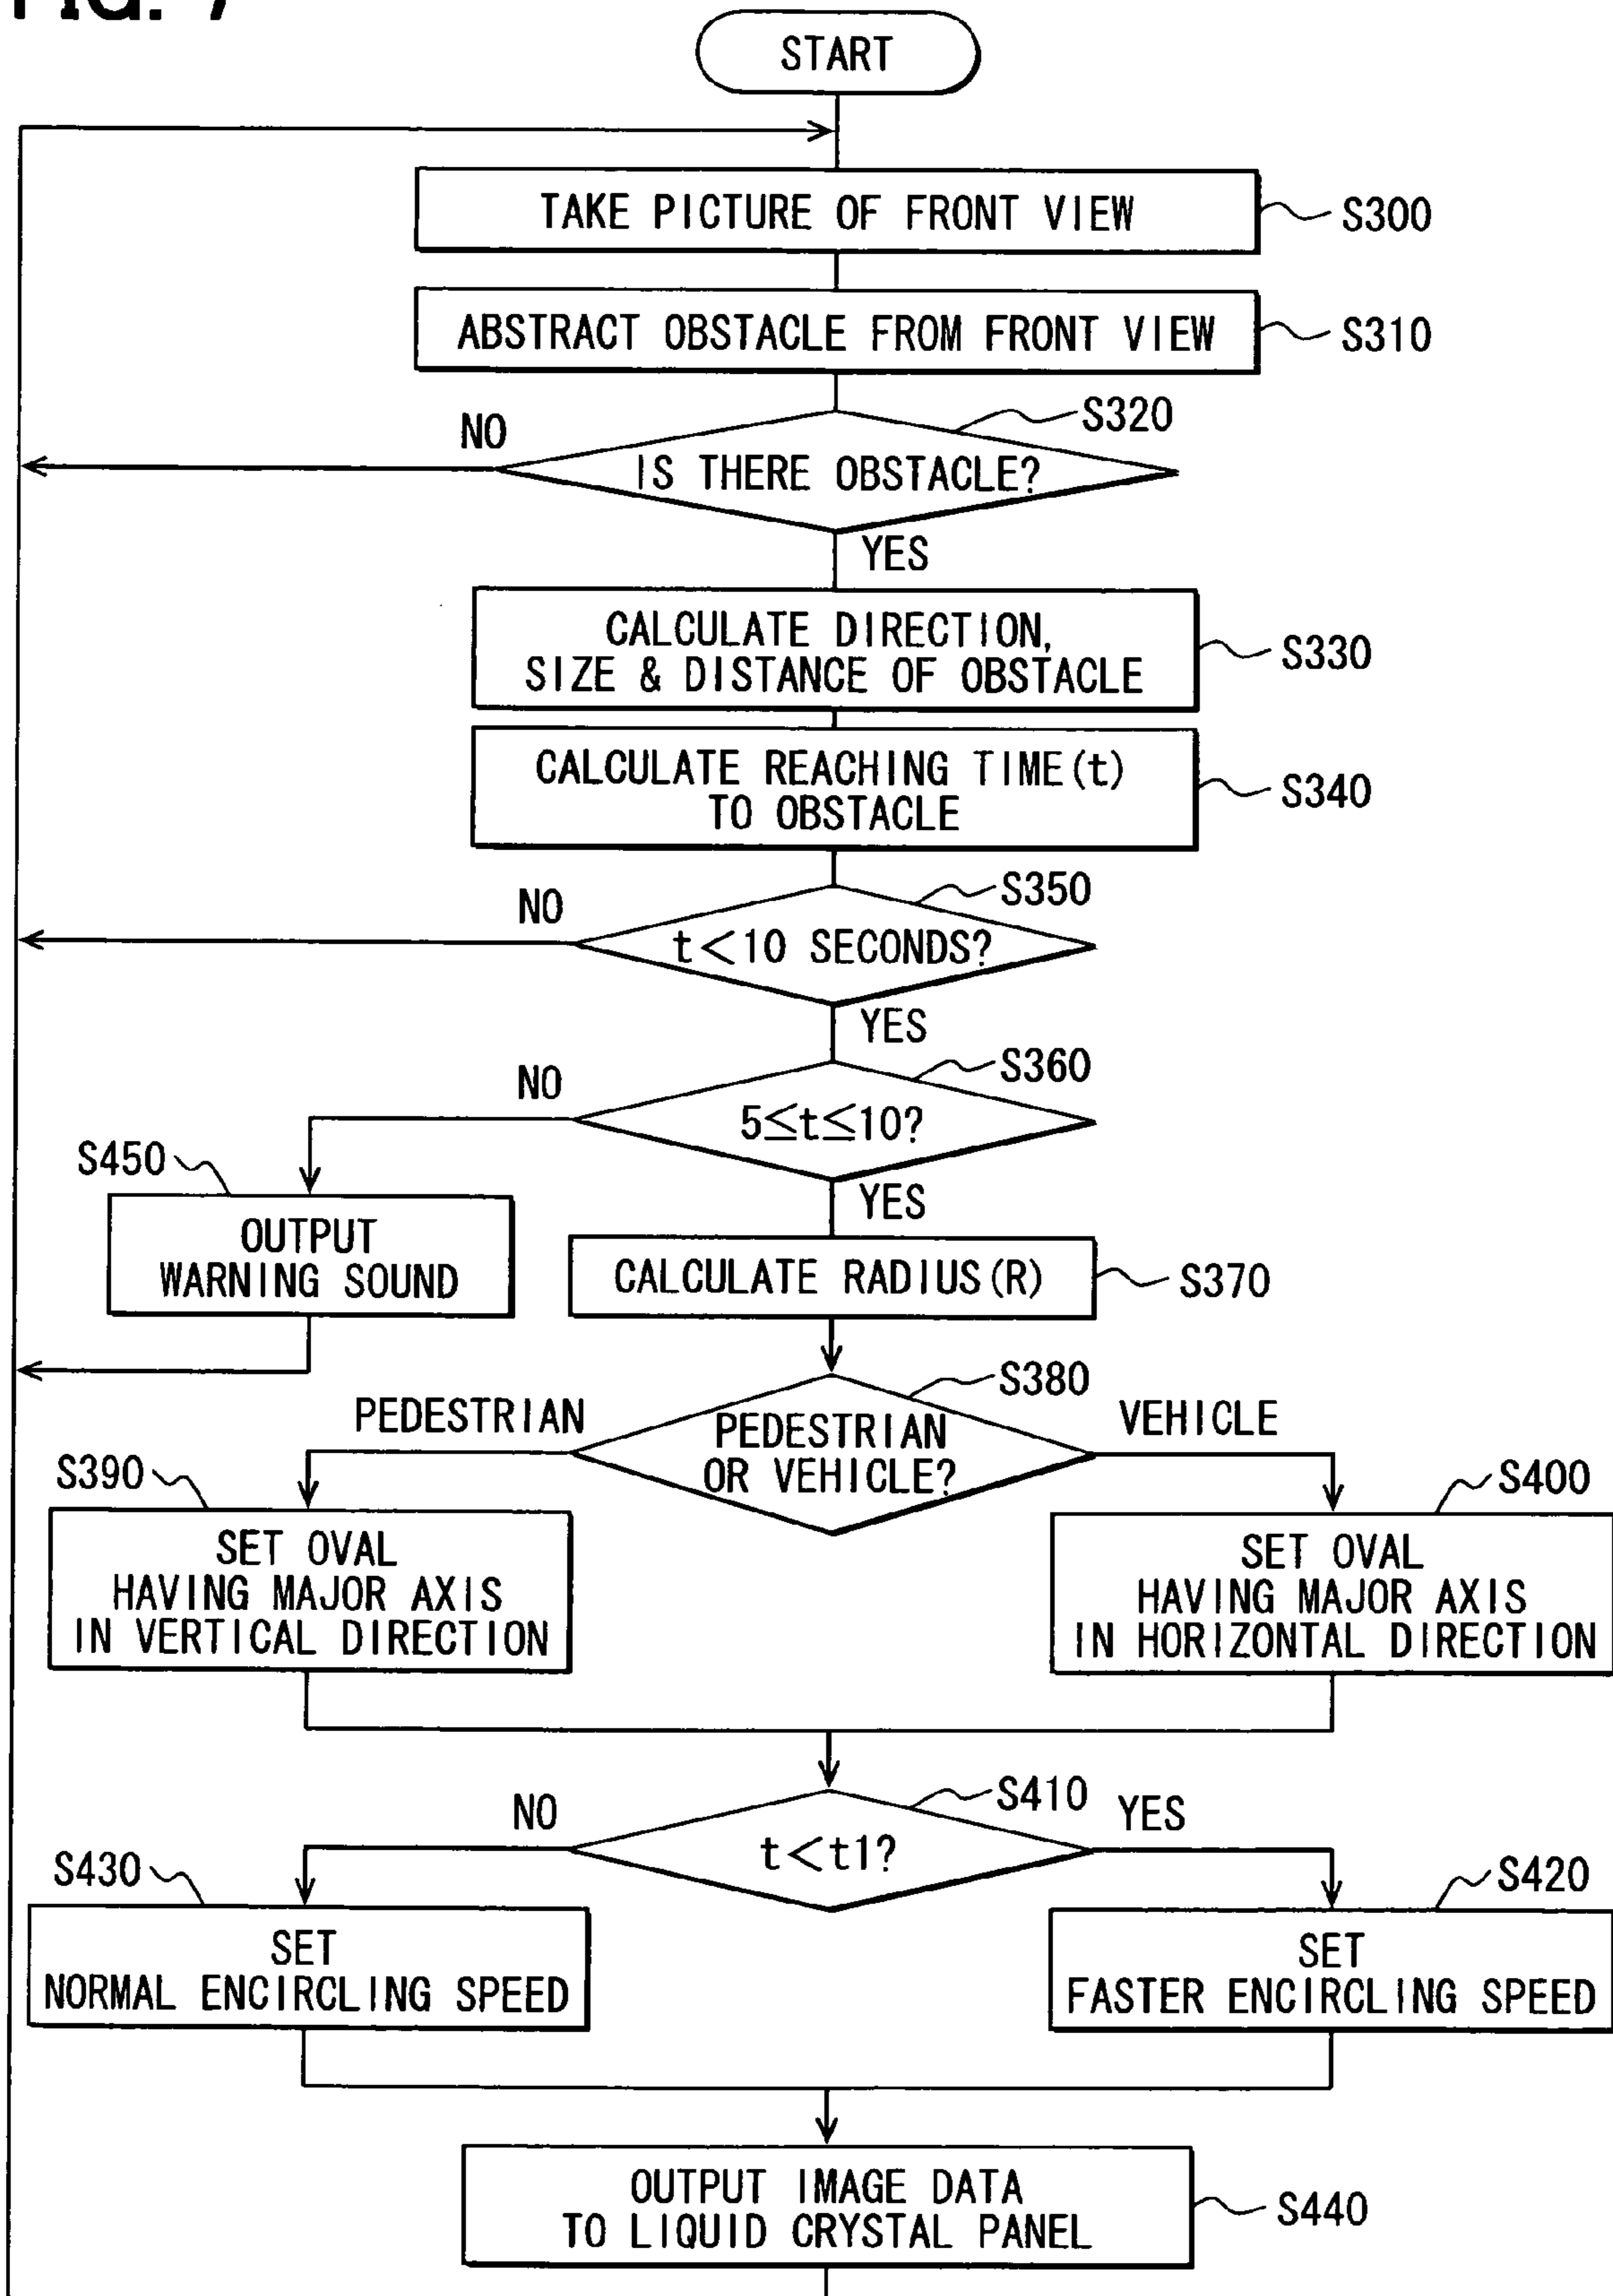 FIG. 7
START
TAKE PICTURE OF FRONT VIEW
S300
ABSTRACT OBSTACLE FROM FRONT VIEW
S310
S320
NO
IS THERE OBSTACLE?
YES
CALCULATE DIRECTION,
SIZE & DISTANCE OF OBSTACLE
S330
CALCULATE REACHING TIME(t)
TO OBSTACLE
S340
S350
NO
t<10 SECONDS?
YES
S360
NO
5≤t≤10?
YES
S450
OUTPUT
WARNING SOUND
CALCULATE RADIUS(R)
S370
S380
PEDESTRIAN
VEHICLE
PEDESTRIAN
OR VEHICLE?
S390
SET OVAL
HAVING MAJOR AXIS
IN VERTICAL DIRECTION
S400
SET OVAL
HAVING MAJOR AXIS
IN HORIZONTAL DIRECTION
S410
NO
YES
t<t1?
S430
SET
NORMAL ENCIRCLING SPEED
S420
SET
FASTER ENCIRCLING SPEED
OUTPUT IMAGE DATA
TO LIQUID CRYSTAL PANEL
S440